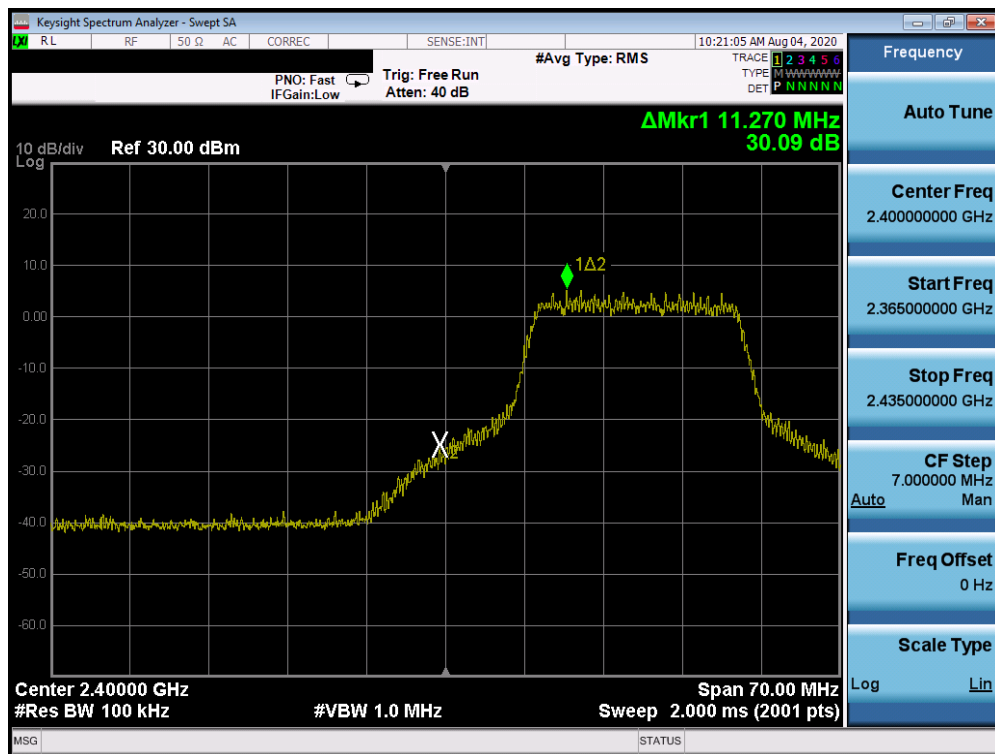 Keysight Spectrum Analyzer - Swept SA
LXI RL RF 50 Ω AC CORREC SENSE:INT 10:21:05 AM Aug 04, 2020
#Avg Type: RMS TRACE 1 2 3 4 5 6
PNO: Fast Trig: Free Run TYPE M WWWWW
IFGain:Low Atten: 40 dB DET P N N N N N
ΔMkr1 11.270 MHz
10 dB/div Ref 30.00 dBm 30.09 dB
Log
20.0
10.0
1Δ2
0.00
-10.0
-20.0
2
-30.0
-40.0
-50.0
-60.0
Center 2.40000 GHz Span 70.00 MHz
#Res BW 100 kHz #VBW 1.0 MHz Sweep 2.000 ms (2001 pts)
MSG STATUS
Frequency
Auto Tune
Center Freq
2.400000000 GHz
Start Freq
2.365000000 GHz
Stop Freq
2.435000000 GHz
CF Step
7.000000 MHz
Auto Man
Freq Offset
0 Hz
Scale Type
Log Lin